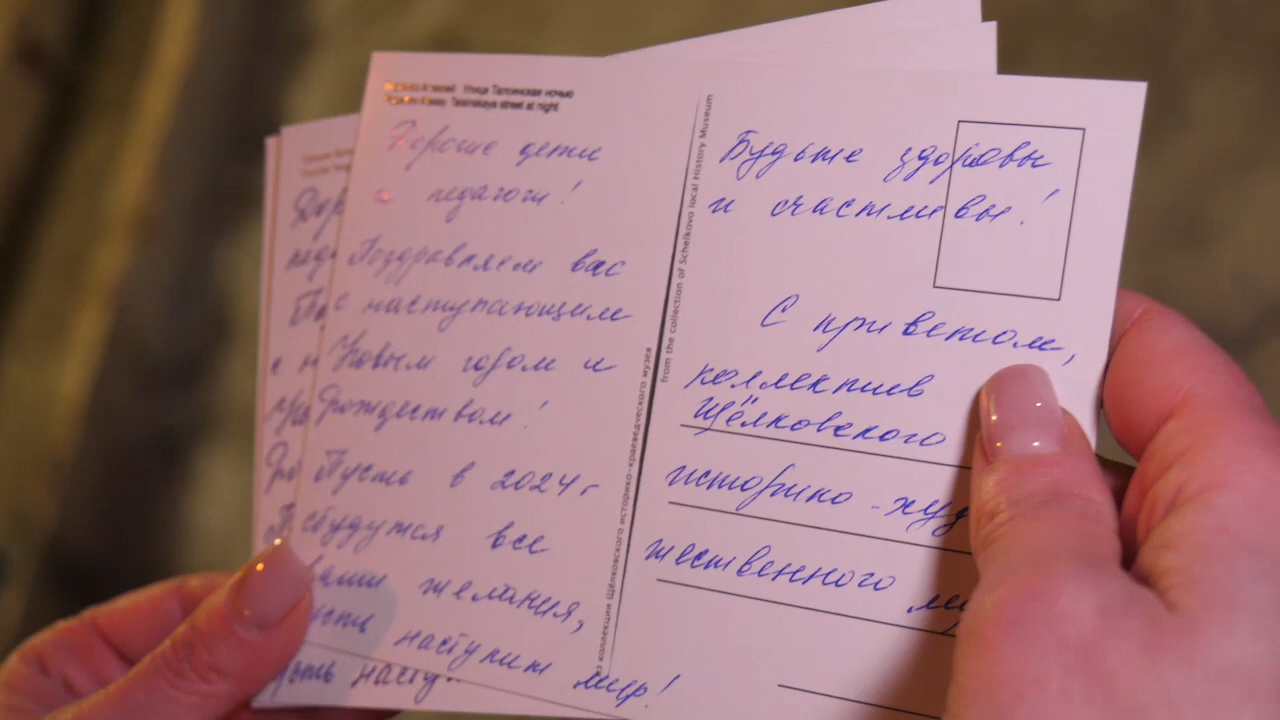 Улица Талсинская ночью
Talsinskaya street at night
Дорогие дети
и педагоги!
Поздравляем вас
с наступающим
Новым годом и
Рождеством!
Пусть в 2024 г
сбудутся все
ваши желания,
пусть наступит мир!
из коллекции Щёлковского историко-краеведческого музея
from the collection of Schelkovo local History Museum
Будьте здоровы
и счастливы!
С приветом,
коллектив
Щёлковского
историко-худо
жественного